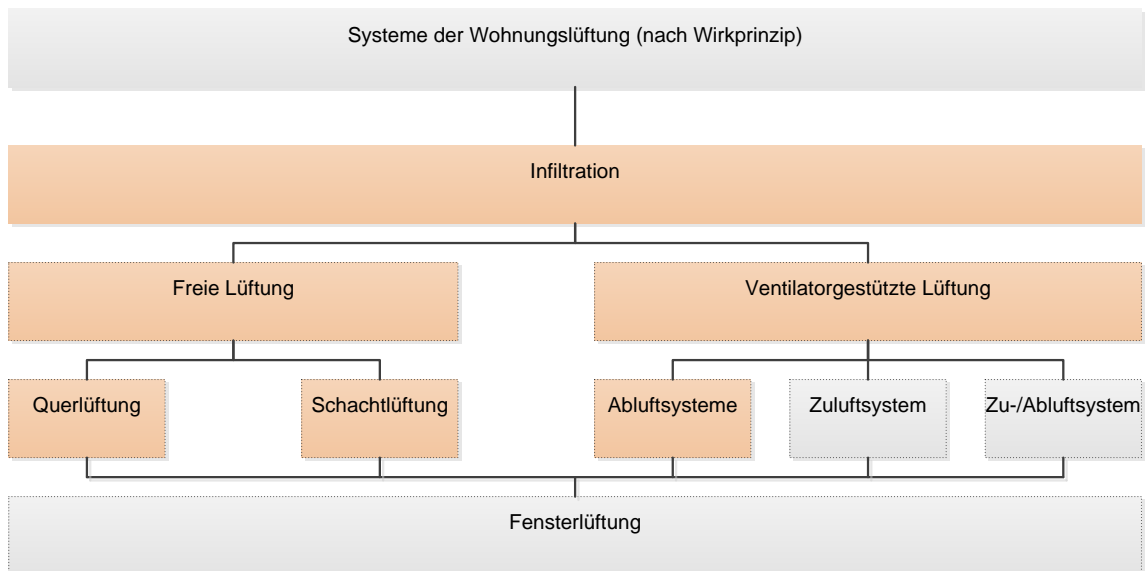 Systeme der Wohnungslüftung (nach Wirkprinzip)
Infiltration
Freie Lüftung
Ventilatorgestützte Lüftung
Querlüftung
Schachtlüftung
Abluftsysteme
Zuluftsystem
Zu-/Abluftsystem
Fensterlüftung